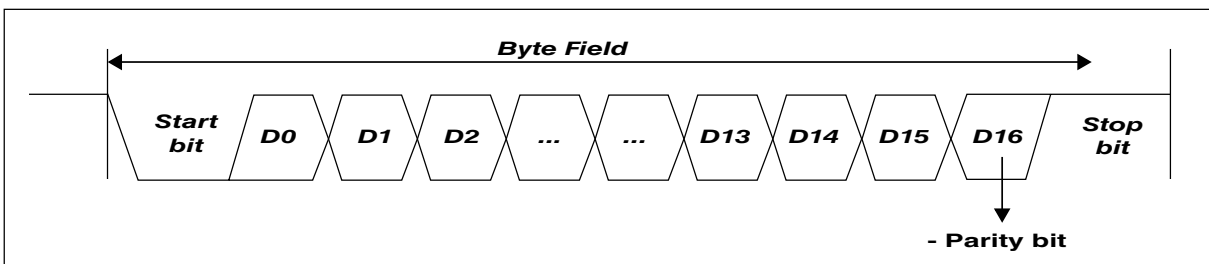 Byte Field
Start bit D0 D1 D2 ... ... D13 D14 D15 D16 Stop bit
- Parity bit